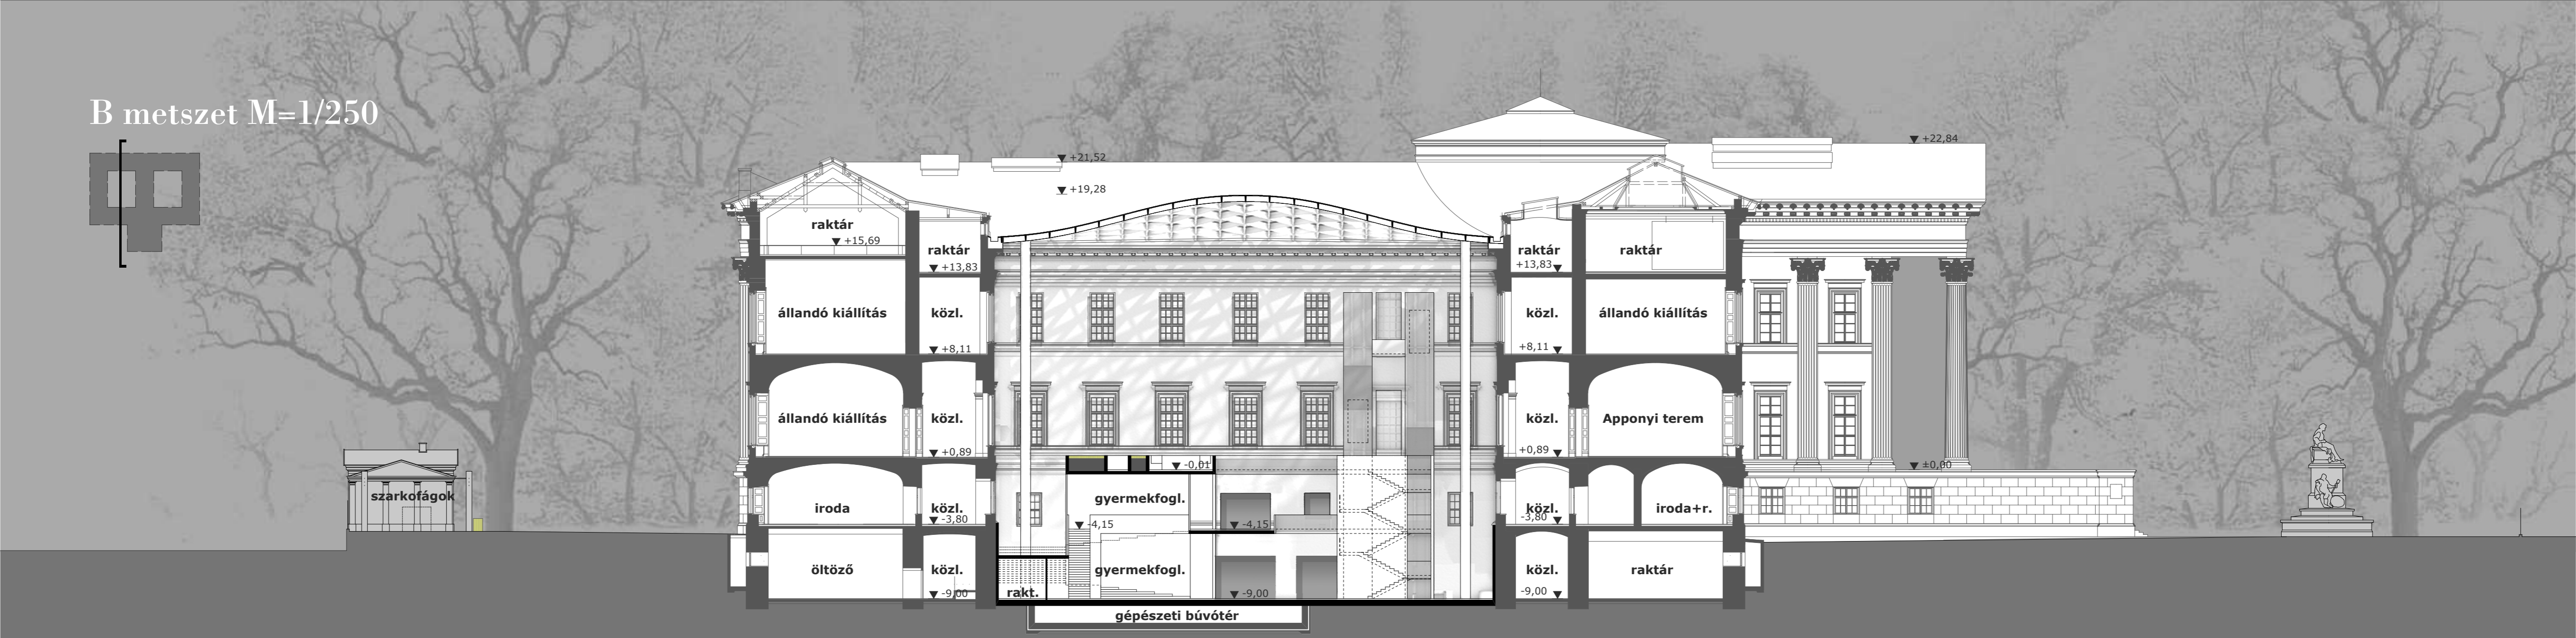 B metszet M=1/250
+21,52
+22,84
+19,28
raktár
+15,69
raktár
+13,83
raktár
+13,83
raktár
állandó kiállítás
közl.
közl.
állandó kiállítás
+8,11
+8,11
állandó kiállítás
közl.
közl.
Apponyi terem
+0,89
+0,89
-0,01
±0,00
szarkofágok
gyermekfogl.
iroda
közl.
közl.
iroda+r.
-3,80
-3,80
-4,15
-4,15
öltöző
közl.
gyermekfogl.
közl.
raktár
rakt.
-9,00
-9,00
-9,00
gépészeti búvótér